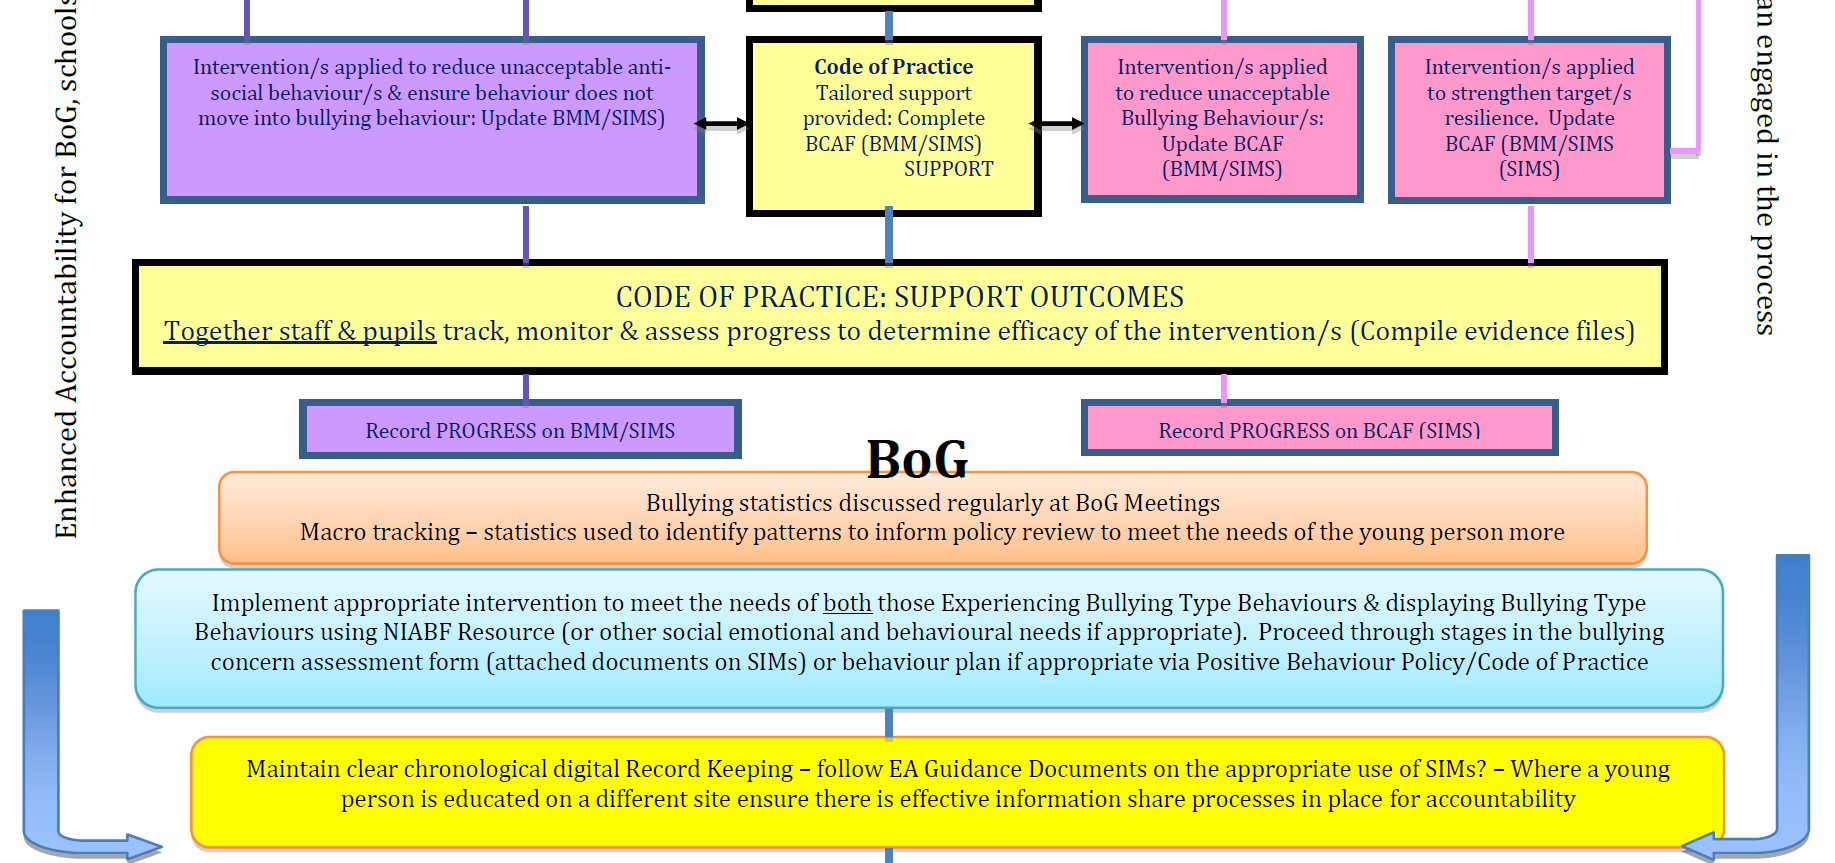 Enhanced Accountability for BoG, schools
Intervention/s applied to reduce unacceptable anti-
social behaviour/s & ensure behaviour does not
move into bullying behaviour: Update BMM/SIMS)
Code of Practice
Tailored support
provided: Complete
BCAF (BMM/SIMS)
SUPPORT
Intervention/s applied
to reduce unacceptable
Bullying Behaviour/s:
Update BCAF
(BMM/SIMS)
Intervention/s applied
to strengthen target/s
resilience. Update
BCAF (BMM/SIMS
(SIMS)
an engaged in the process
CODE OF PRACTICE: SUPPORT OUTCOMES
Together staff & pupils track, monitor & assess progress to determine efficacy of the intervention/s (Compile evidence files)
Record PROGRESS on BMM/SIMS
Record PROGRESS on BCAF (SIMS)
BoG
Bullying statistics discussed regularly at BoG Meetings
Macro tracking – statistics used to identify patterns to inform policy review to meet the needs of the young person more
Implement appropriate intervention to meet the needs of both those Experiencing Bullying Type Behaviours & displaying Bullying Type
Behaviours using NIABF Resource (or other social emotional and behavioural needs if appropriate). Proceed through stages in the bullying
concern assessment form (attached documents on SIMs) or behaviour plan if appropriate via Positive Behaviour Policy/Code of Practice
Maintain clear chronological digital Record Keeping – follow EA Guidance Documents on the appropriate use of SIMs? – Where a young
person is educated on a different site ensure there is effective information share processes in place for accountability